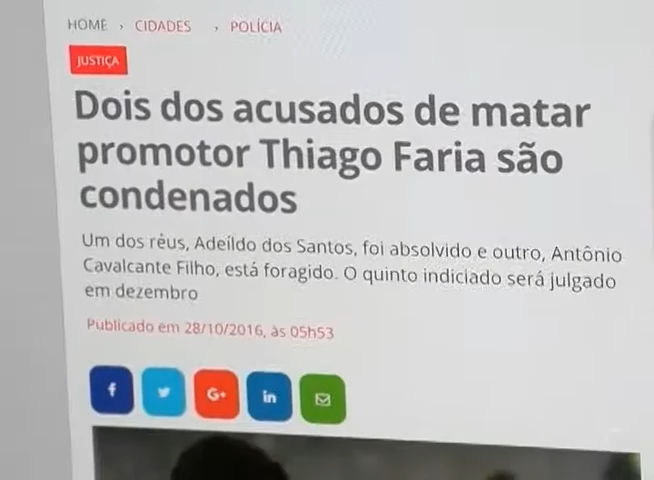 HOME › CIDADES › POLÍCIA
JUSTIÇA
Dois dos acusados de matar
promotor Thiago Faria são
condenados
Um dos réus, Adeildo dos Santos, foi absolvido e outro, Antônio
Cavalcante Filho, está foragido. O quinto indiciado será julgado
em dezembro
Publicado em 28/10/2016, às 05h53
f G+ in